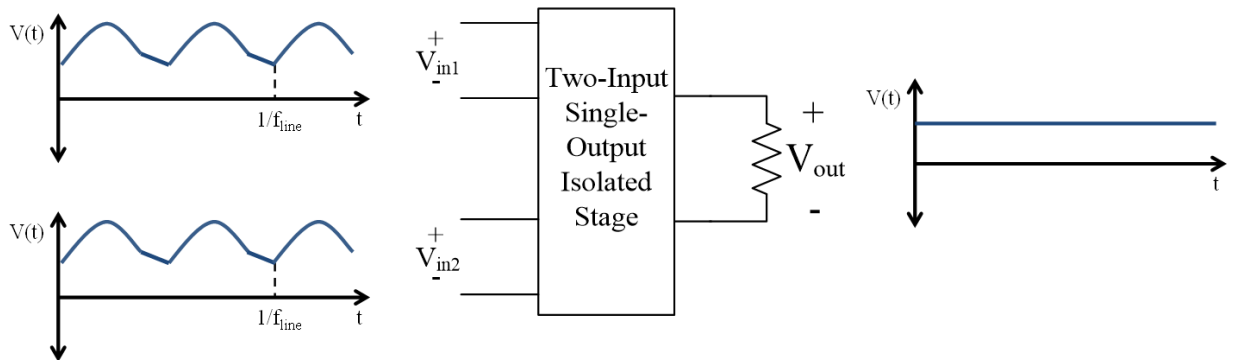 V(t)
1/f_line
t
+
V_in1
-
V(t)
1/f_line
t
+
V_in2
-
Two-Input
Single-
Output
Isolated
Stage
+
V_out
-
V(t)
t